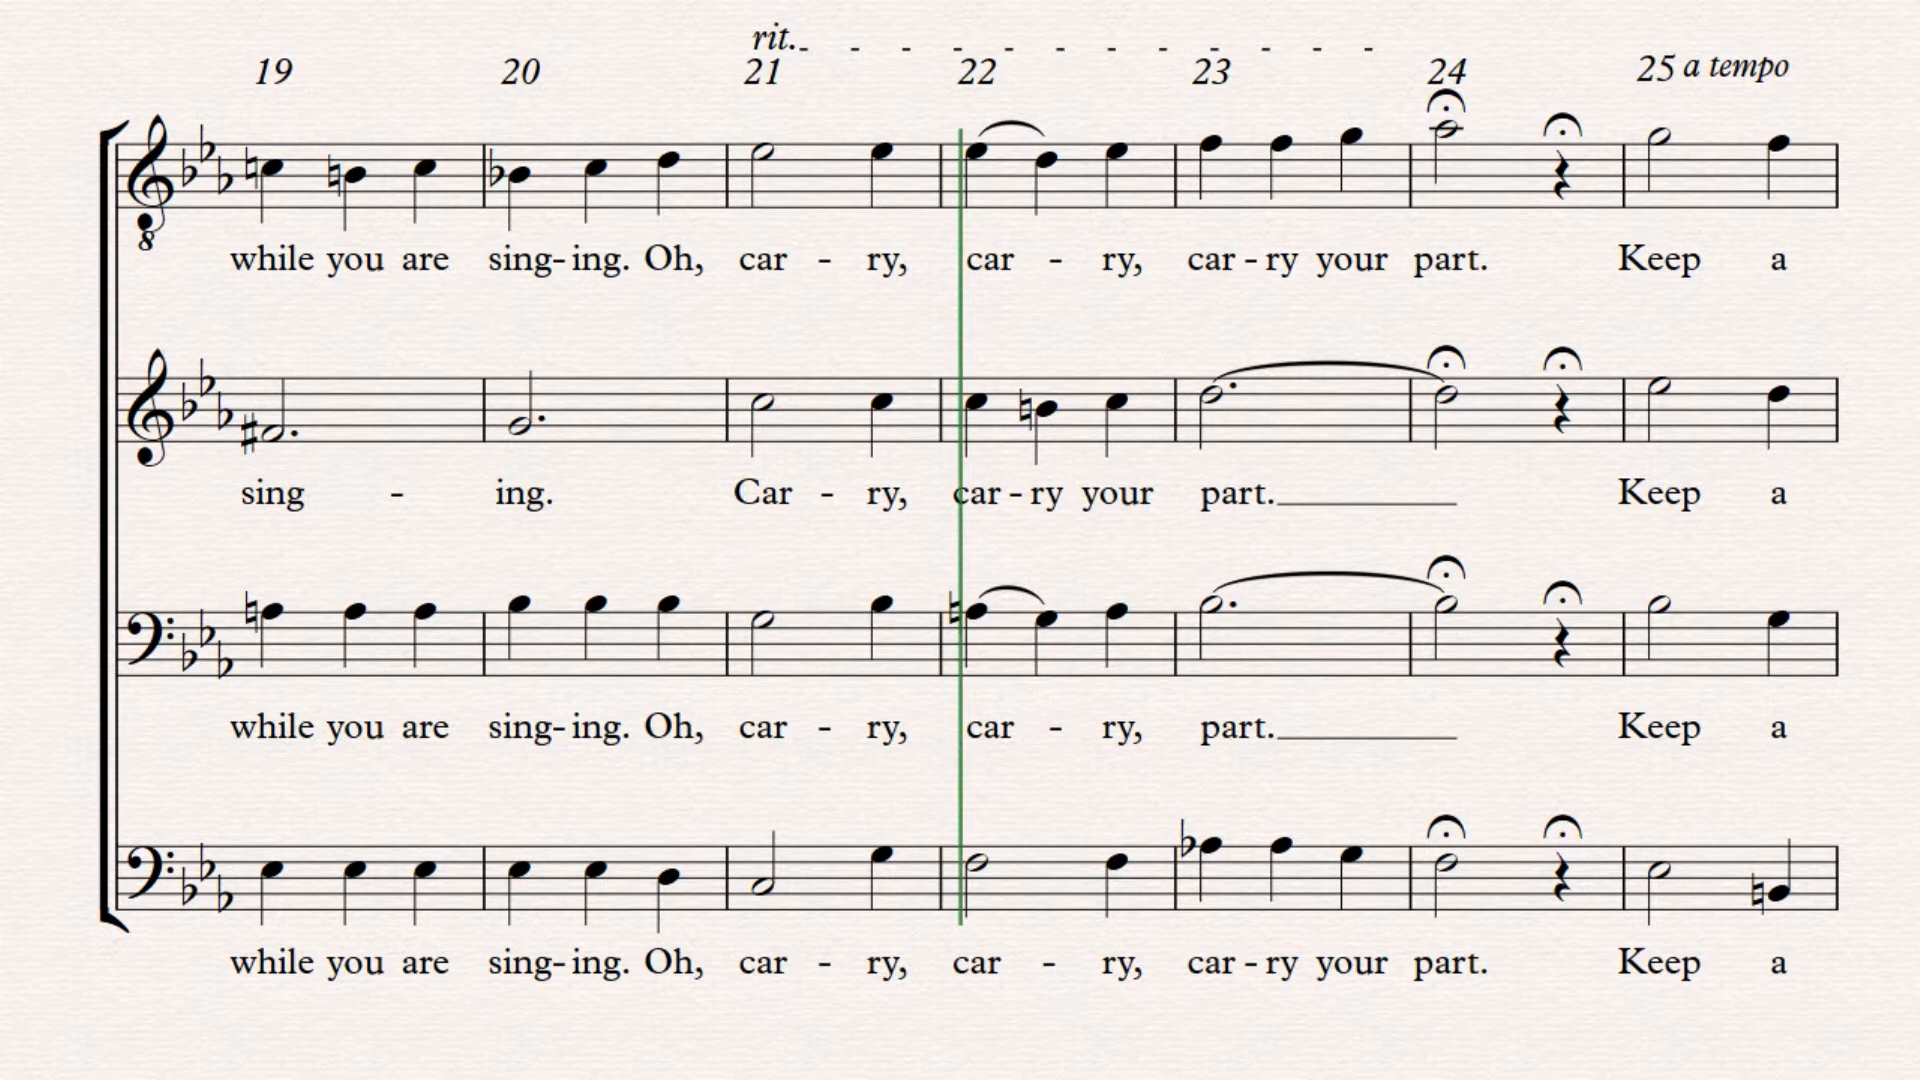 rit.
19 20 21 22 23 24 25 a tempo
8
while you are sing-ing. Oh, car - ry, car - ry, car-ry your part. Keep a
sing - ing. Car - ry, car-ry your part. Keep a
while you are sing-ing. Oh, car - ry, car - ry, part. Keep a
while you are sing-ing. Oh, car - ry, car - ry, car-ry your part. Keep a